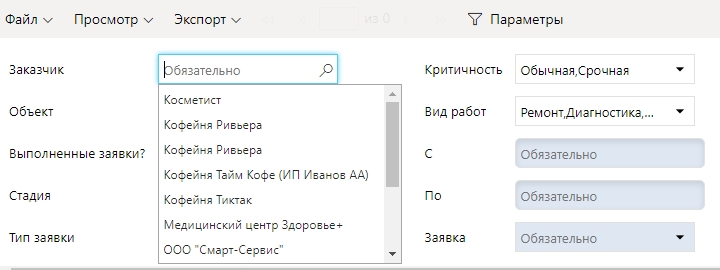 Файл Просмотр Экспорт из 0 Параметры
Заказчик Обязательно Критичность Обычная,Срочная
Косметист
Объект Кофейня Ривьера Вид работ Ремонт,Диагностика,...
Кофейня Ривьера
Выполненные заявки? С Обязательно
Кофейня Тайм Кофе (ИП Иванов АА)
Стадия Кофейня Тиктак По Обязательно
Медицинский центр Здоровье+
Тип заявки ООО "Смарт-Сервис" Заявка Обязательно